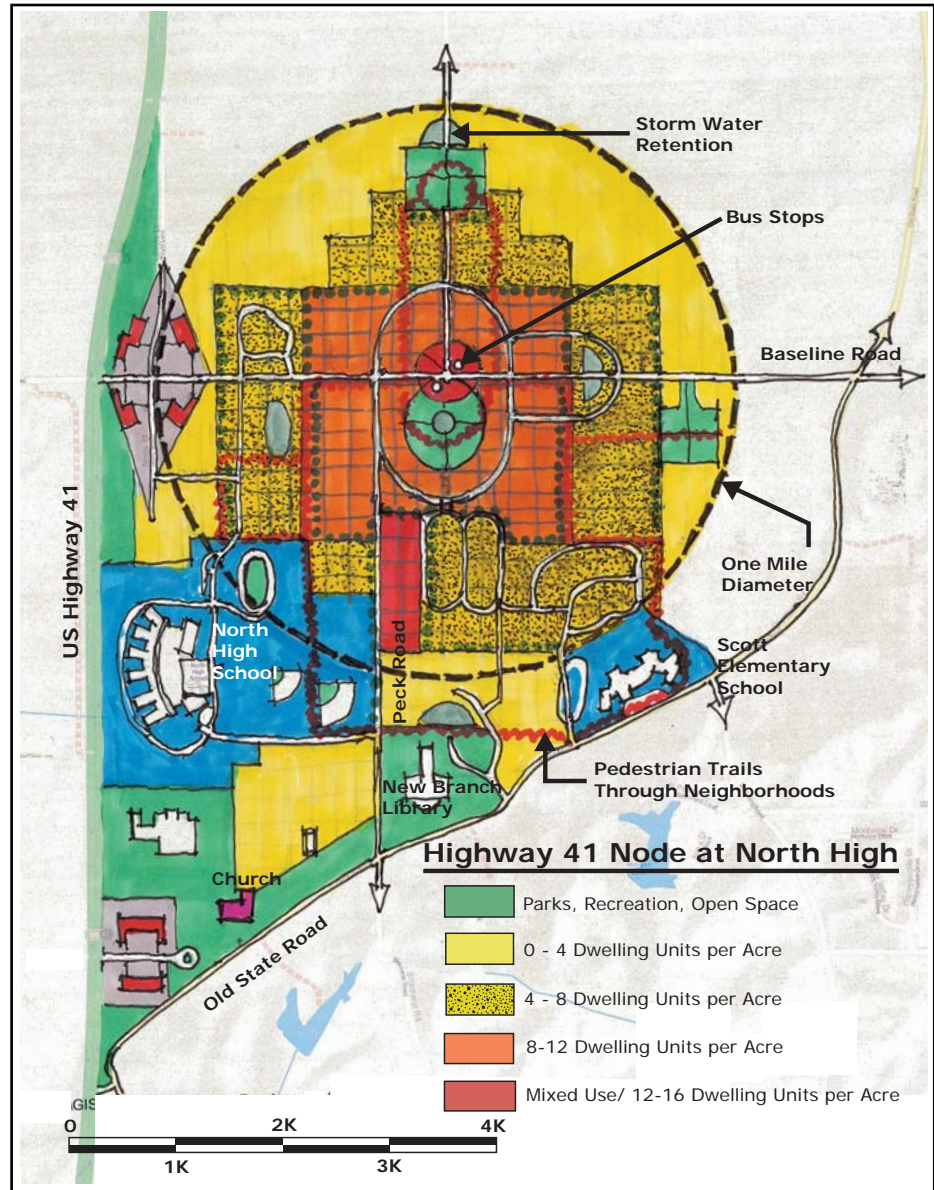 Storm Water
Retention
Bus Stops
Baseline Road
US Highway 41
One Mile
Diameter
North
High
School
Peck Road
Scott
Elementary
School
Pedestrian Trails
Through Neighborhoods
New Branch
Library
Church
Old State Road
Highway 41 Node at North High
Parks, Recreation, Open Space
0 - 4 Dwelling Units per Acre
4 - 8 Dwelling Units per Acre
8-12 Dwelling Units per Acre
Mixed Use/ 12-16 Dwelling Units per Acre
GIS
0
2K
4K
1K
3K